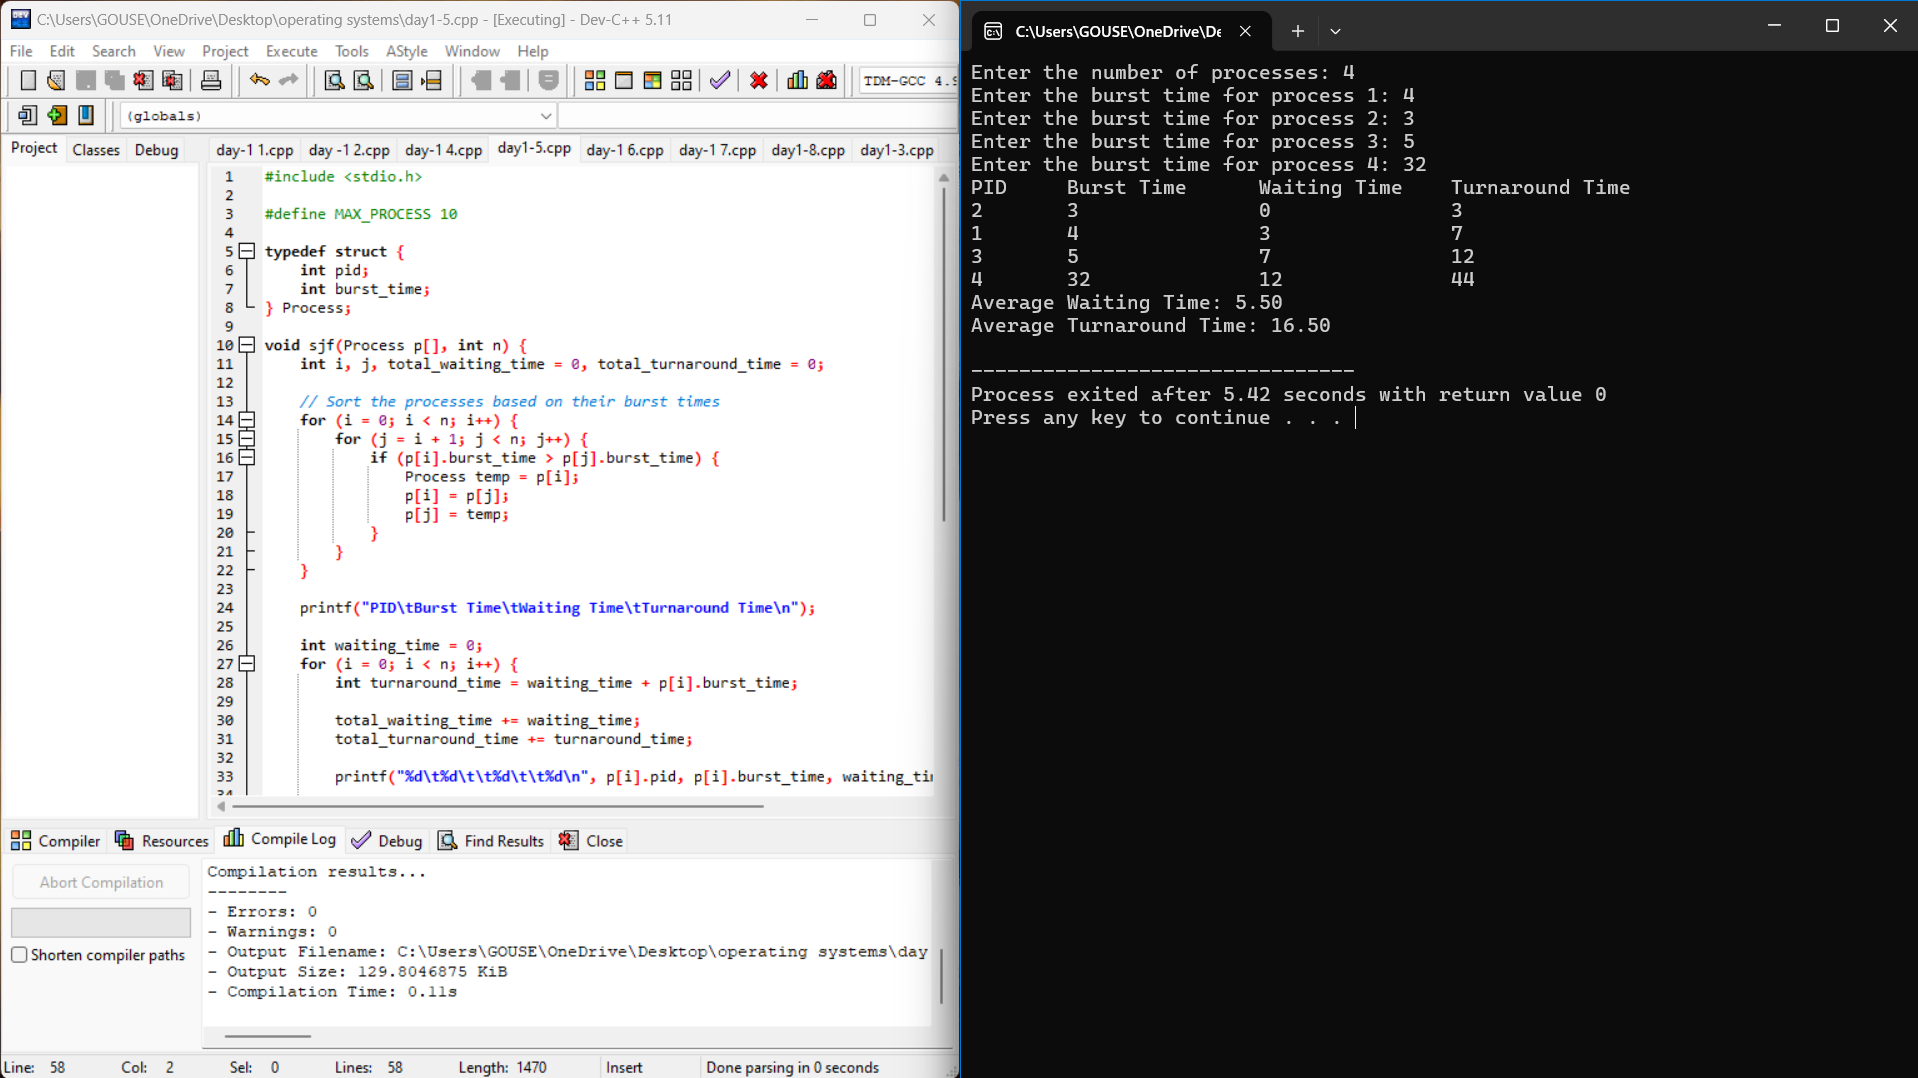 C:\Users\GOUSE\OneDrive\Desktop\operating systems\day1-5.cpp - [Executing] - Dev-C++ 5.11
File Edit Search View Project Execute Tools AStyle Window Help
TDM-GCC 4.9
(globals)
Project Classes Debug
day-1 1.cpp day -1 2.cpp day-1 4.cpp day1-5.cpp day-1 6.cpp day-1 7.cpp day1-8.cpp day1-3.cpp
1 #include <stdio.h>
2
3 #define MAX_PROCESS 10
4
5 typedef struct {
6 int pid;
7 int burst_time;
8 } Process;
9
10 void sjf(Process p[], int n) {
11 int i, j, total_waiting_time = 0, total_turnaround_time = 0;
12
13 // Sort the processes based on their burst times
14 for (i = 0; i < n; i++) {
15 for (j = i + 1; j < n; j++) {
16 if (p[i].burst_time > p[j].burst_time) {
17 Process temp = p[i];
18 p[i] = p[j];
19 p[j] = temp;
20 }
21 }
22 }
23
24 printf("PID\tBurst Time\tWaiting Time\tTurnaround Time\n");
25
26 int waiting_time = 0;
27 for (i = 0; i < n; i++) {
28 int turnaround_time = waiting_time + p[i].burst_time;
29
30 total_waiting_time += waiting_time;
31 total_turnaround_time += turnaround_time;
32
33 printf("%d\t%d\t\t%d\t\t%d\n", p[i].pid, p[i].burst_time, waiting_ti
34
Compiler Resources Compile Log Debug Find Results Close
Abort Compilation
Shorten compiler paths
Compilation results...
--------
- Errors: 0
- Warnings: 0
- Output Filename: C:\Users\GOUSE\OneDrive\Desktop\operating systems\day
- Output Size: 129.8046875 KiB
- Compilation Time: 0.11s
Line: 58 Col: 2 Sel: 0 Lines: 58 Length: 1470 Insert Done parsing in 0 seconds
C:\Users\GOUSE\OneDrive\De
Enter the number of processes: 4
Enter the burst time for process 1: 4
Enter the burst time for process 2: 3
Enter the burst time for process 3: 5
Enter the burst time for process 4: 32
PID Burst Time Waiting Time Turnaround Time
2 3 0 3
1 4 3 7
3 5 7 12
4 32 12 44
Average Waiting Time: 5.50
Average Turnaround Time: 16.50
--------------------------------
Process exited after 5.42 seconds with return value 0
Press any key to continue . . .